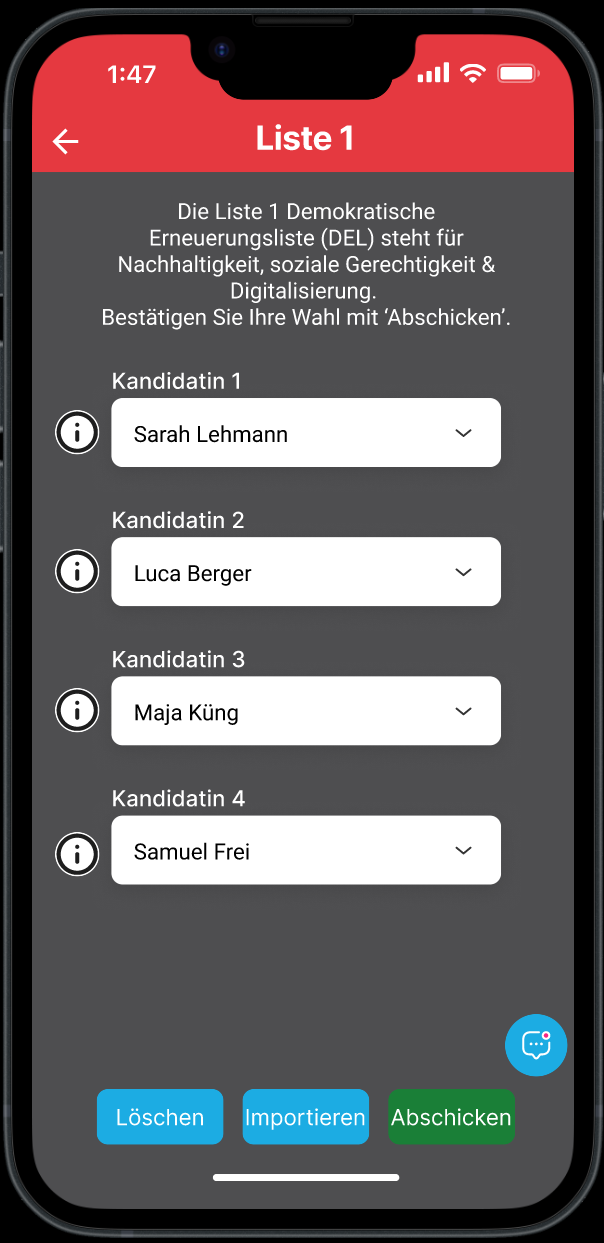 1:47
Liste 1
Die Liste 1 Demokratische
Erneuerungsliste (DEL) steht für
Nachhaltigkeit, soziale Gerechtigkeit &
Digitalisierung.
Bestätigen Sie Ihre Wahl mit ‘Abschicken’.
Kandidatin 1
Sarah Lehmann
Kandidatin 2
Luca Berger
Kandidatin 3
Maja Küng
Kandidatin 4
Samuel Frei
Löschen
Importieren
Abschicken